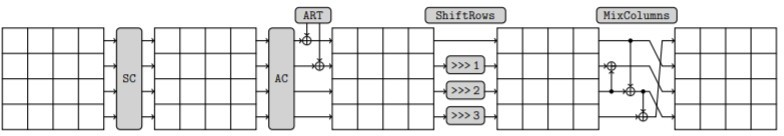 ART ShiftRows MixColumns
SC AC >>> 1
>>> 2
>>> 3